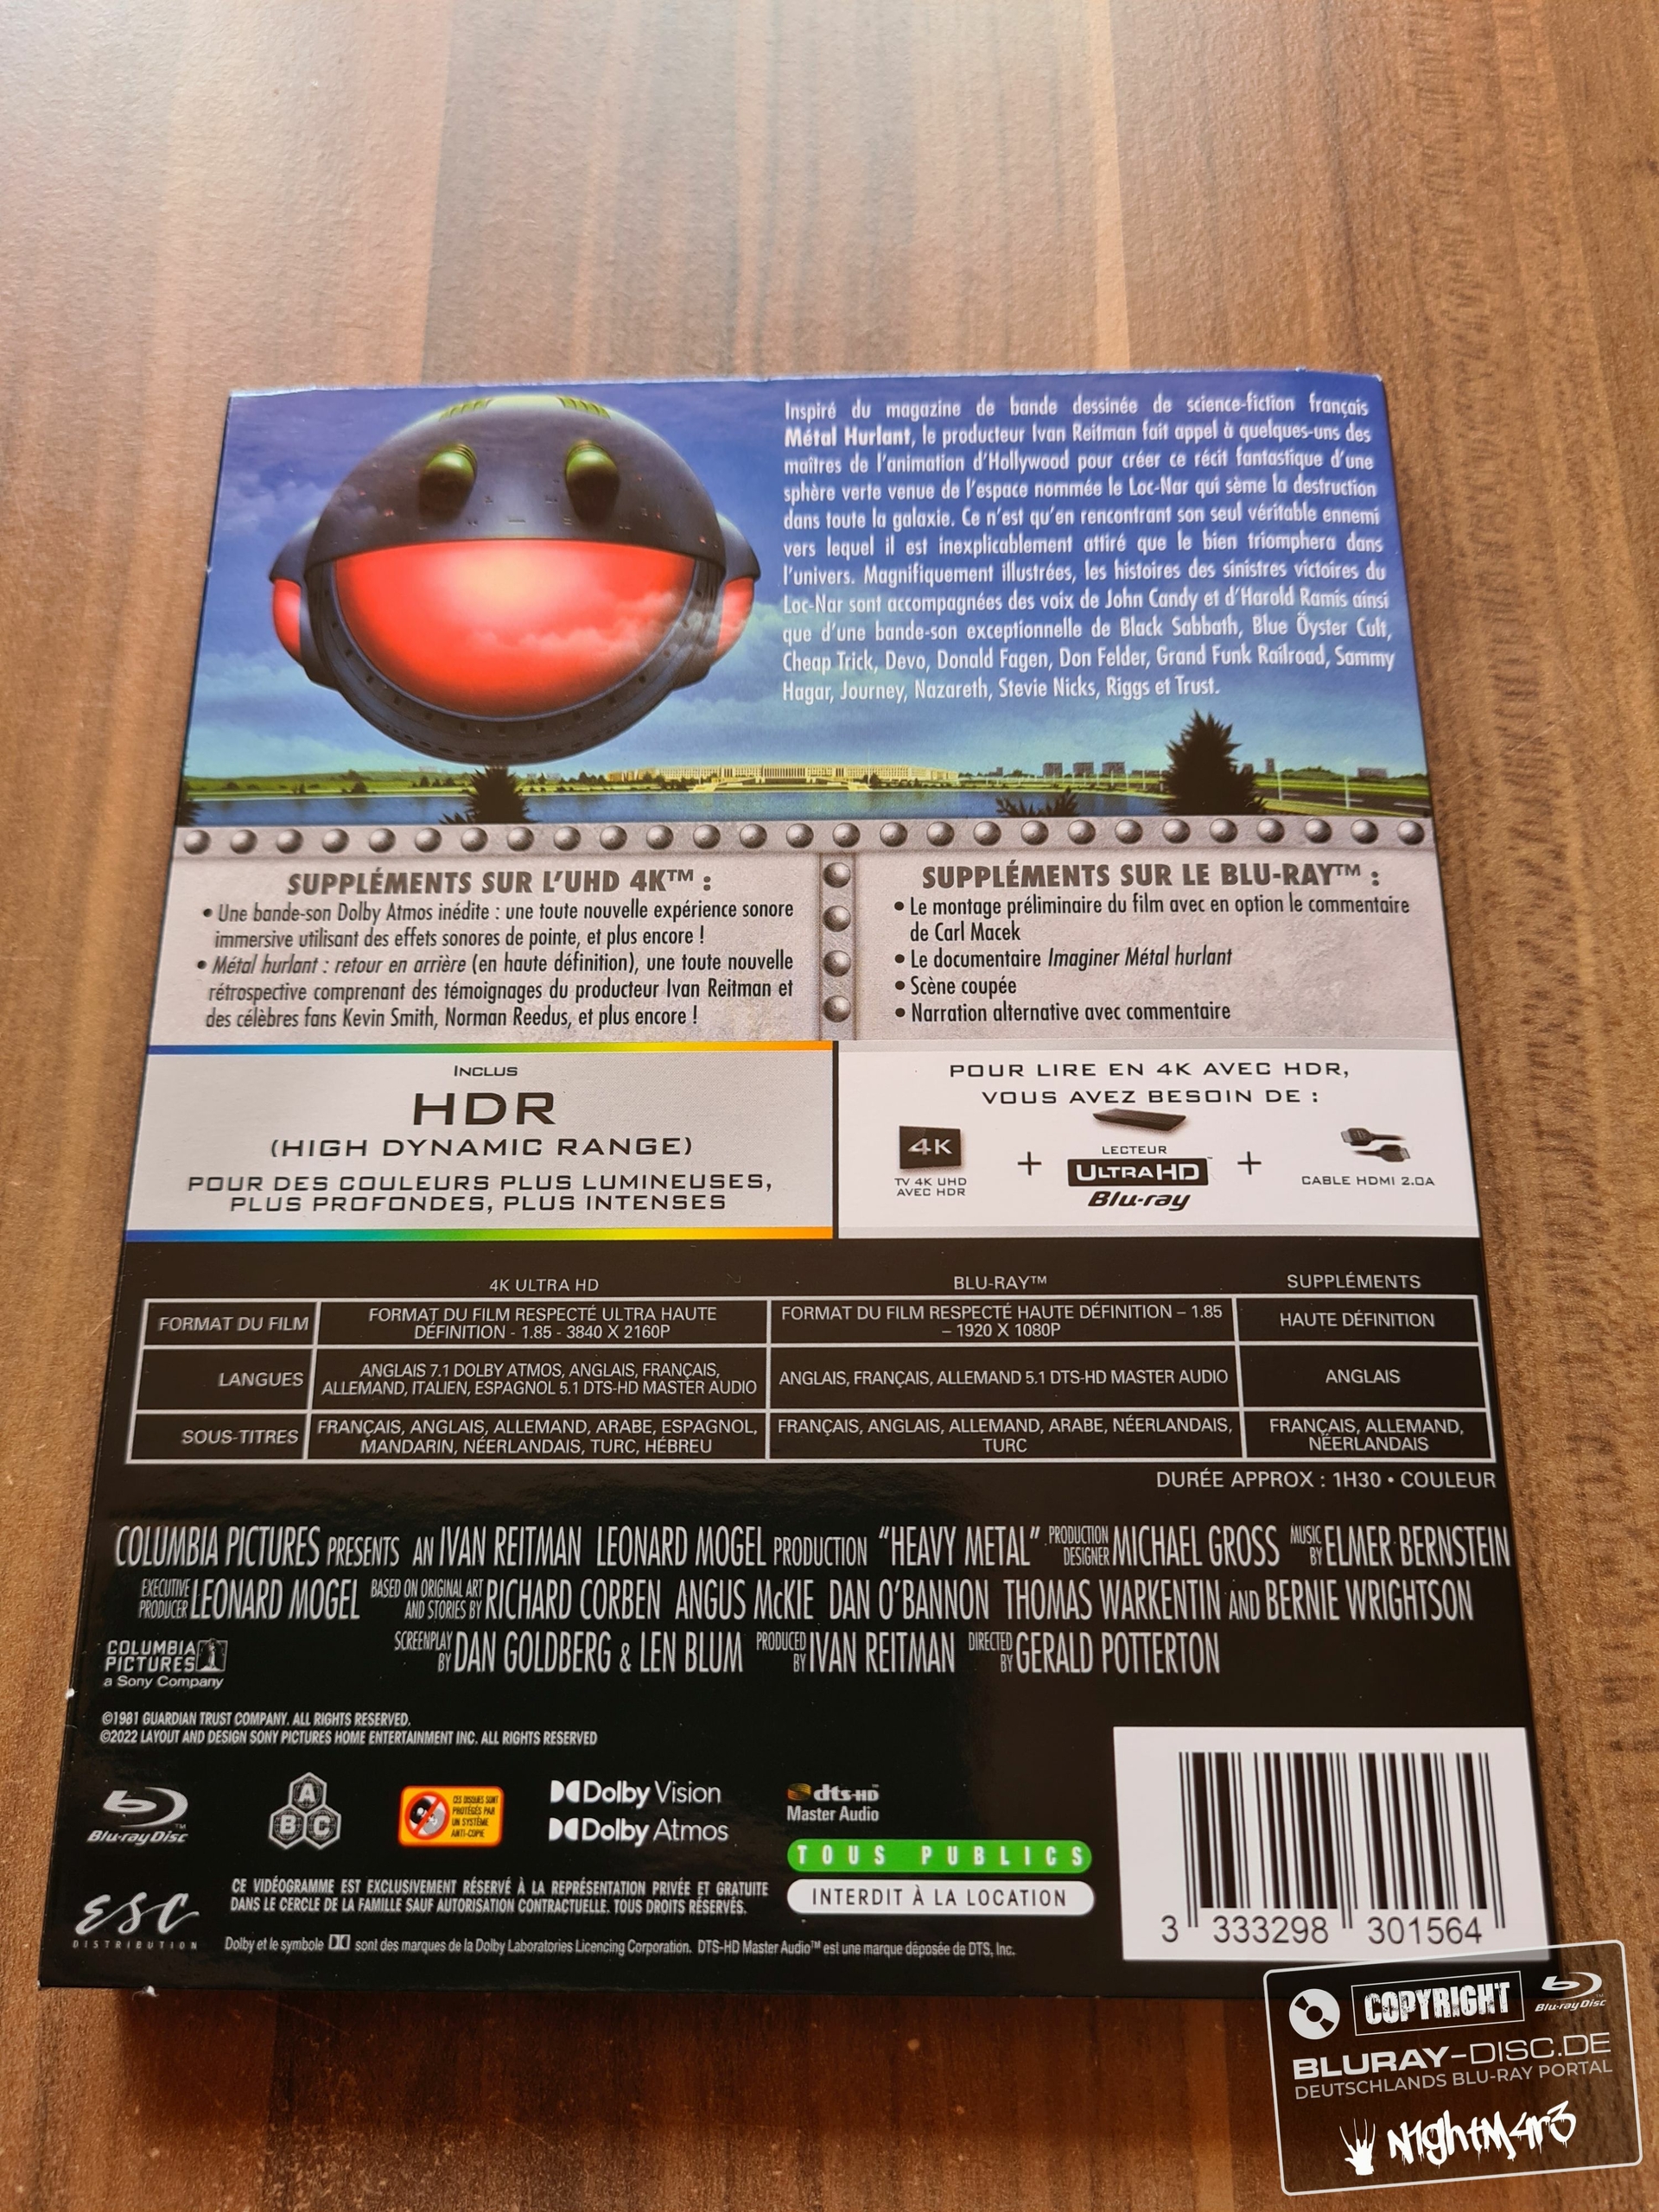 Inspiré du magazine de bande dessinée de science-fiction français
Métal Hurlant, le producteur Ivan Reitman fait appel à quelques-uns des
maîtres de l'animation d'Hollywood pour créer ce récit fantastique d'une
sphère verte venue de l'espace nommée le Loc-Nar qui sème la destruction
dans toute la galaxie. Ce n'est qu'en rencontrant son seul véritable ennemi
vers lequel il est inexplicablement attiré que le bien triomphera dans
l'univers. Magnifiquement illustrées, les histoires des sinistres victoires du
Loc-Nar sont accompagnées des voix de John Candy et d'Harold Ramis ainsi
que d'une bande-son exceptionnelle de Black Sabbath, Blue Öyster Cult,
Cheap Trick, Devo, Donald Fagen, Don Felder, Grand Funk Railroad, Sammy
Hagar, Journey, Nazareth, Stevie Nicks, Riggs et Trust.
SUPPLÉMENTS SUR L'UHD 4K™ :
• Une bande-son Dolby Atmos inédite : une toute nouvelle expérience sonore
immersive utilisant des effets sonores de pointe, et plus encore !
• Métal hurlant : retour en arrière (en haute définition), une toute nouvelle
rétrospective comprenant des témoignages du producteur Ivan Reitman et
des célèbres fans Kevin Smith, Norman Reedus, et plus encore !
SUPPLÉMENTS SUR LE BLU-RAY™ :
• Le montage préliminaire du film avec en option le commentaire
de Carl Macek
• Le documentaire Imaginer Métal hurlant
• Scène coupée
• Narration alternative avec commentaire
INCLUS
HDR
(HIGH DYNAMIC RANGE)
POUR DES COULEURS PLUS LUMINEUSES,
PLUS PROFONDES, PLUS INTENSES
POUR LIRE EN 4K AVEC HDR,
VOUS AVEZ BESOIN DE :
4K
TV 4K UHD
AVEC HDR
+
LECTEUR
ULTRA HD
Blu-ray
+
CABLE HDMI 2.0A
4K ULTRA HD
BLU-RAY™
SUPPLÉMENTS
FORMAT DU FILM
FORMAT DU FILM RESPECTÉ ULTRA HAUTE
DÉFINITION - 1.85 - 3840 X 2160P
FORMAT DU FILM RESPECTÉ HAUTE DÉFINITION – 1.85
– 1920 X 1080P
HAUTE DÉFINITION
LANGUES
ANGLAIS 7.1 DOLBY ATMOS, ANGLAIS, FRANÇAIS,
ALLEMAND, ITALIEN, ESPAGNOL 5.1 DTS-HD MASTER AUDIO
ANGLAIS, FRANÇAIS, ALLEMAND 5.1 DTS-HD MASTER AUDIO
ANGLAIS
SOUS-TITRES
FRANÇAIS, ANGLAIS, ALLEMAND, ARABE, ESPAGNOL,
MANDARIN, NÉERLANDAIS, TURC, HÉBREU
FRANÇAIS, ANGLAIS, ALLEMAND, ARABE, NÉERLANDAIS,
TURC
FRANÇAIS, ALLEMAND,
NÉERLANDAIS
DURÉE APPROX : 1H30 • COULEUR
COLUMBIA PICTURES PRESENTS AN IVAN REITMAN LEONARD MOGEL PRODUCTION "HEAVY METAL" PRODUCTION DESIGNER MICHAEL GROSS MUSIC BY ELMER BERNSTEIN
EXECUTIVE PRODUCER LEONARD MOGEL BASED ON ORIGINAL ART AND STORIES BY RICHARD CORBEN ANGUS McKIE DAN O'BANNON THOMAS WARKENTIN AND BERNIE WRIGHTSON
SCREENPLAY BY DAN GOLDBERG & LEN BLUM PRODUCED BY IVAN REITMAN DIRECTED BY GERALD POTTERTON
COLUMBIA
PICTURES
a Sony Company
©1981 GUARDIAN TRUST COMPANY. ALL RIGHTS RESERVED.
©2022 LAYOUT AND DESIGN SONY PICTURES HOME ENTERTAINMENT INC. ALL RIGHTS RESERVED
Blu-ray Disc™
A
B C
CES DISQUES SONT
PROTÉGÉS PAR
UN SYSTÈME
ANTI-COPIE
Dolby Vision
Dolby Atmos
dts-HD™
Master Audio
TOUS PUBLICS
INTERDIT À LA LOCATION
ESC
DISTRIBUTION
CE VIDÉOGRAMME EST EXCLUSIVEMENT RÉSERVÉ À LA REPRÉSENTATION PRIVÉE ET GRATUITE
DANS LE CERCLE DE LA FAMILLE SAUF AUTORISATION CONTRACTUELLE. TOUS DROITS RÉSERVÉS.
Dolby et le symbole sont des marques de la Dolby Laboratories Licencing Corporation. DTS-HD Master Audio™ est une marque déposée de DTS, Inc.
3 333298 301564
COPYRIGHT
Blu-ray Disc™
BLURAY-DISC.DE
DEUTSCHLANDS BLU-RAY PORTAL
N1ghtM4r3